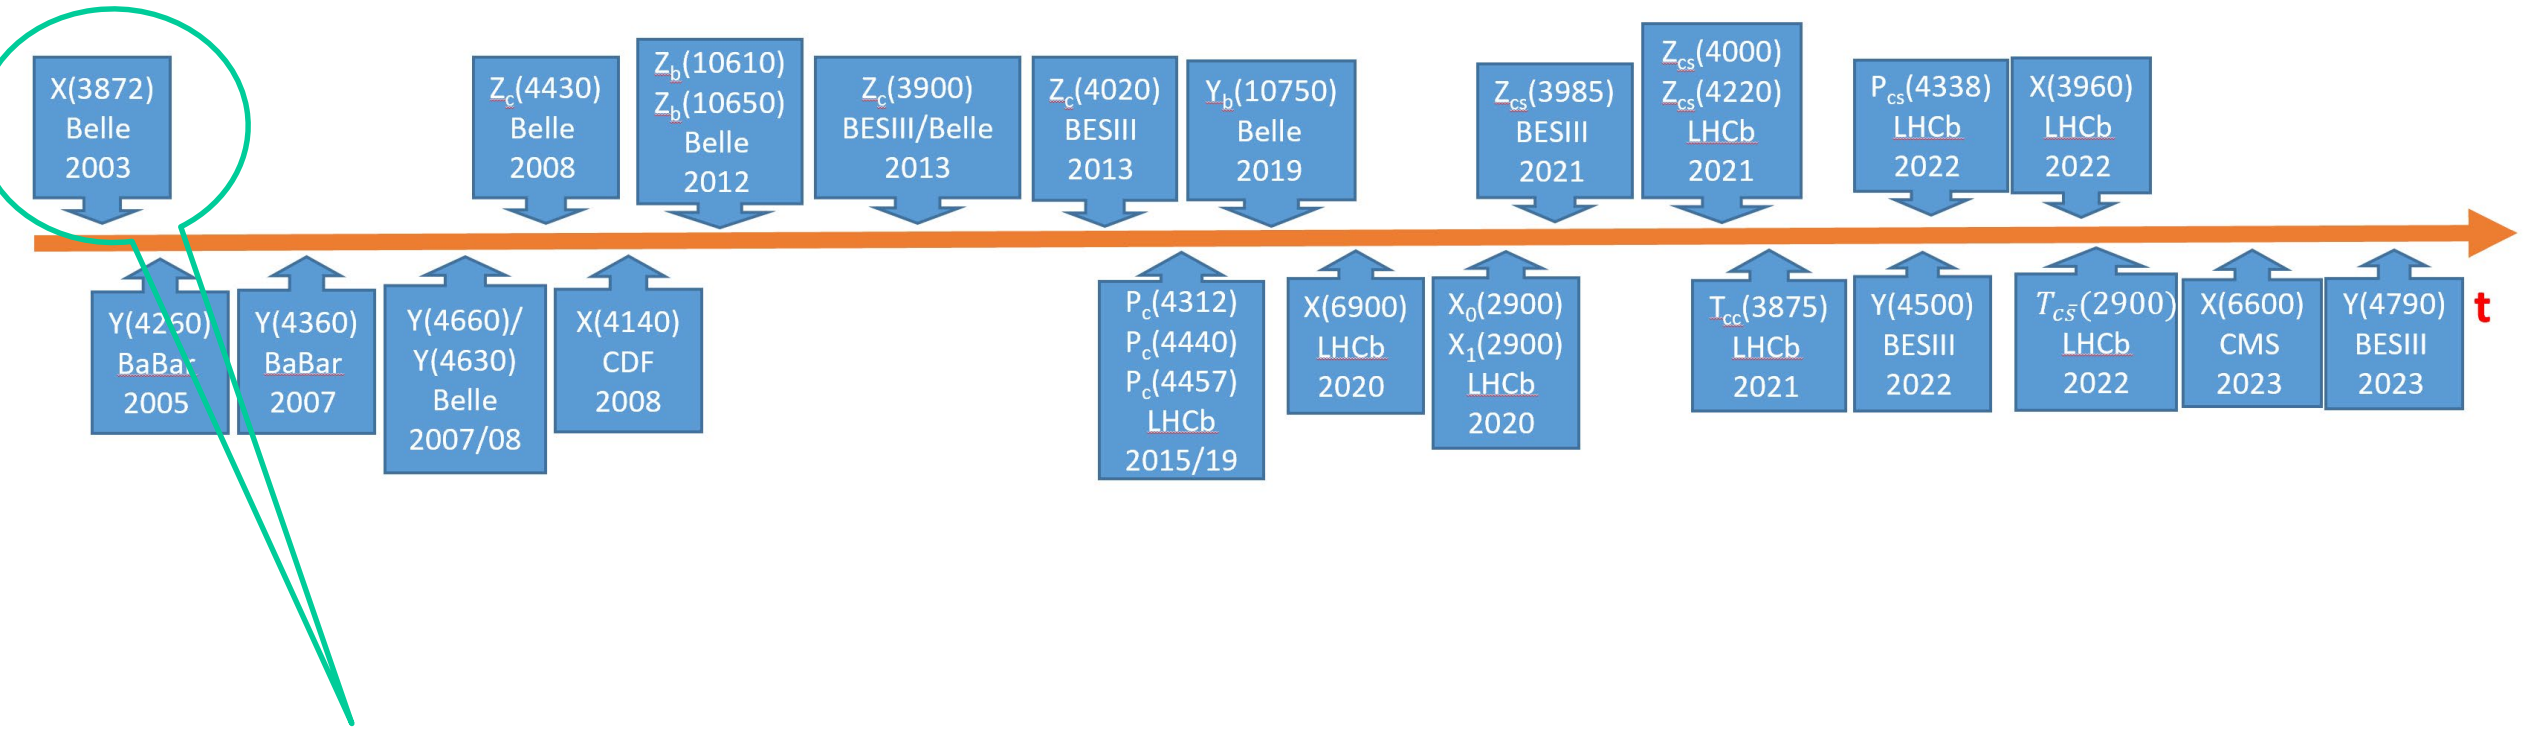 X(3872)
Belle
2003
Z_c(4430)
Belle
2008
Z_b(10610)
Z_b(10650)
Belle
2012
Z_c(3900)
BESIII/Belle
2013
Z_c(4020)
BESIII
2013
Y_b(10750)
Belle
2019
Z_cs(3985)
BESIII
2021
Z_cs(4000)
Z_cs(4220)
LHCb
2021
P_cs(4338)
LHCb
2022
X(3960)
LHCb
2022
Y(4260)
BaBar
2005
Y(4360)
BaBar
2007
Y(4660)/
Y(4630)
Belle
2007/08
X(4140)
CDF
2008
P_c(4312)
P_c(4440)
P_c(4457)
LHCb
2015/19
X(6900)
LHCb
2020
X_0(2900)
X_1(2900)
LHCb
2020
T_cc(3875)
LHCb
2021
Y(4500)
BESIII
2022
T_cs̄(2900)
LHCb
2022
X(6600)
CMS
2023
Y(4790)
BESIII
2023
t